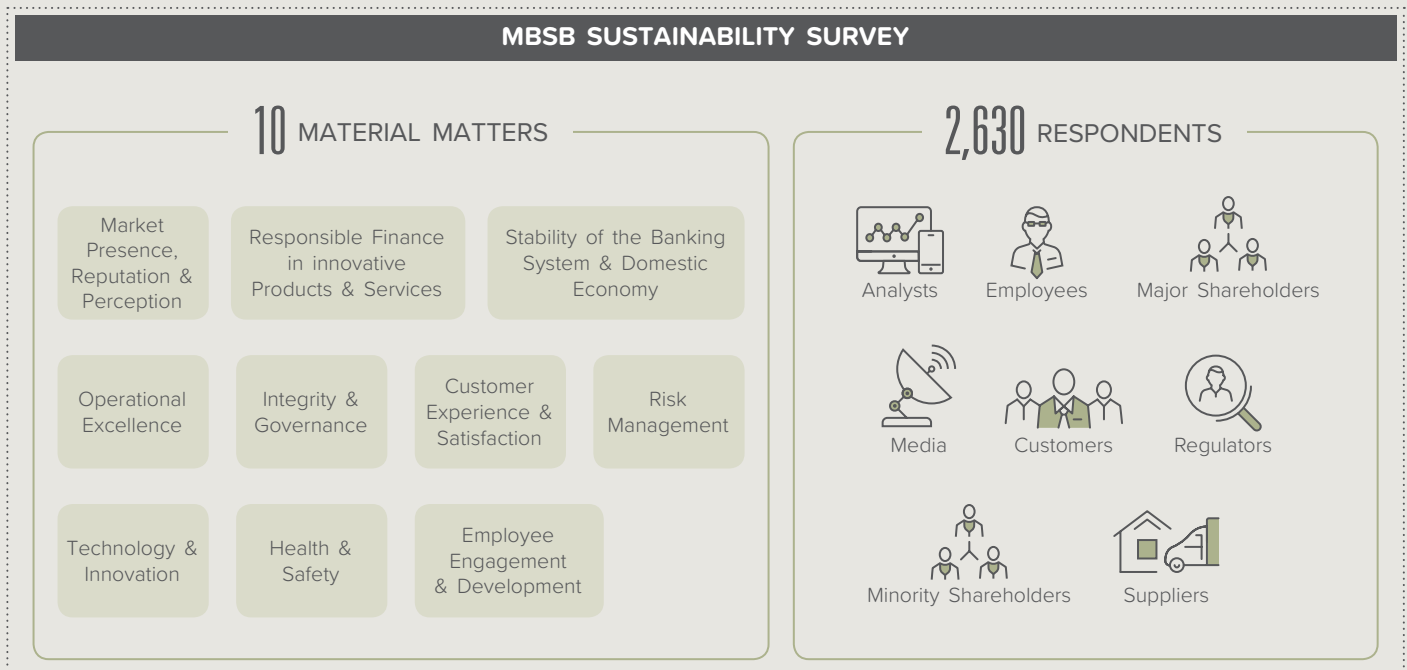 MBSB SUSTAINABILITY SURVEY
10 MATERIAL MATTERS
Market
Presence,
Reputation &
Perception
Responsible Finance
in innovative
Products & Services
Stability of the Banking
System & Domestic
Economy
Operational
Excellence
Integrity &
Governance
Customer
Experience &
Satisfaction
Risk
Management
Technology &
Innovation
Health &
Safety
Employee
Engagement
& Development
2,630 RESPONDENTS
Analysts
Employees
Major Shareholders
Media
Customers
Regulators
Minority Shareholders
Suppliers